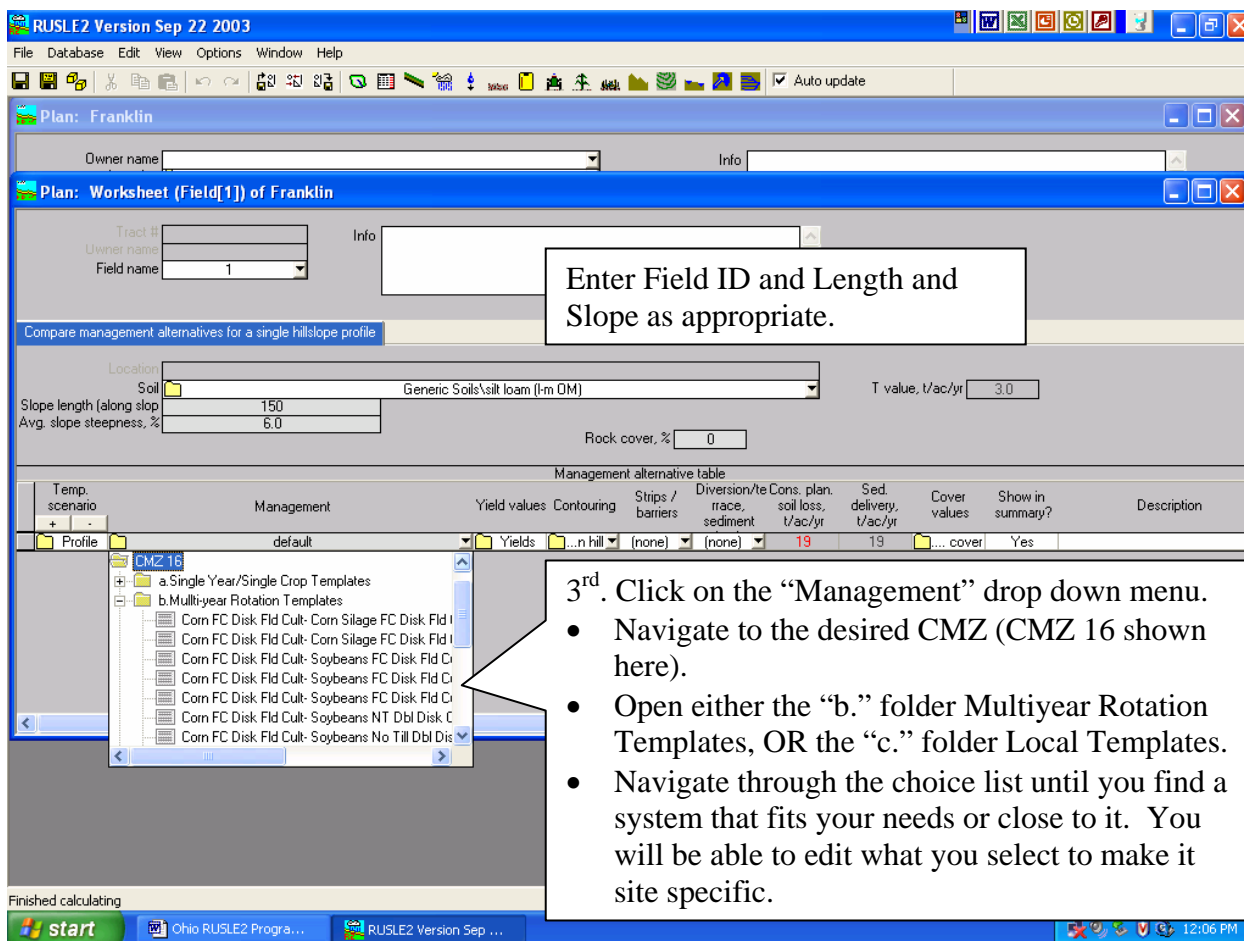 RUSLE2 Version Sep 22 2003
File Database Edit View Options Window Help
Auto update
Plan: Franklin
Owner name
Info
Plan: Worksheet (Field[1]) of Franklin
Tract #
Owner name
Field name 1
Info
Enter Field ID and Length and
Slope as appropriate.
Compare management alternatives for a single hillslope profile
Location
Soil Generic Soils\silt loam (l-m OM)
T value, t/ac/yr 3.0
Slope length (along slop 150
Avg. slope steepness, % 6.0
Rock cover, % 0
Management alternative table
Temp. scenario
+ -
Management
Yield values
Contouring
Strips / barriers
Diversion/te rrace, sediment
Cons. plan. soil loss, t/ac/yr
Sed. delivery, t/ac/yr
Cover values
Show in summary?
Description
Profile default Yields ...n hill (none) (none) 19 19 .... cover Yes
CMZ 16
a.Single Year/Single Crop Templates
b.Mullti-year Rotation Templates
Corn FC Disk Fld Cult- Corn Silage FC Disk Fld
Corn FC Disk Fld Cult- Corn Silage FC Disk Fld
Corn FC Disk Fld Cult- Soybeans FC Disk Fld
Corn FC Disk Fld Cult- Soybeans FC Disk Fld
Corn FC Disk Fld Cult- Soybeans FC Disk Fld
Corn FC Disk Fld Cult- Soybeans NT Dbl Disk
Corn FC Disk Fld Cult- Soybeans No Till Dbl
3rd. Click on the “Management” drop down menu.
• Navigate to the desired CMZ (CMZ 16 shown
here).
• Open either the “b.” folder Multiyear Rotation
Templates, OR the “c.” folder Local Templates.
• Navigate through the choice list until you find a
system that fits your needs or close to it. You
will be able to edit what you select to make it
site specific.
Finished calculating
start
Ohio RUSLE2 Progra...
RUSLE2 Version Sep ...
12:06 PM